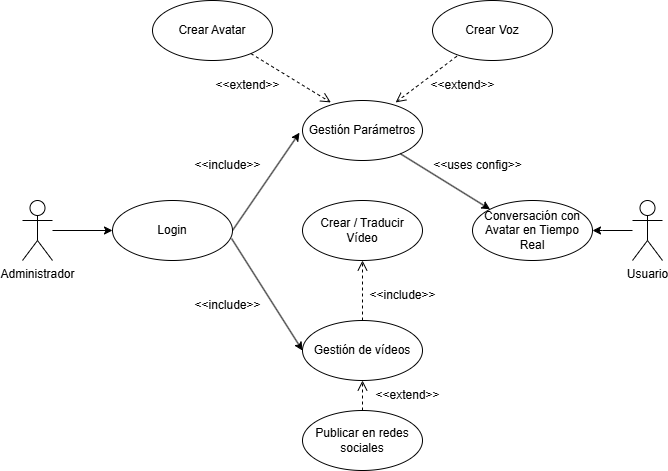 Crear Avatar
Crear Voz
<<extend>>
<<extend>>
Gestión Parámetros
<<include>>
<<uses config>>
Login
Crear / Traducir
Vídeo
Conversación con
Avatar en Tiempo
Real
Administrador
Usuario
<<include>>
<<include>>
Gestión de vídeos
<<extend>>
Publicar en redes
sociales